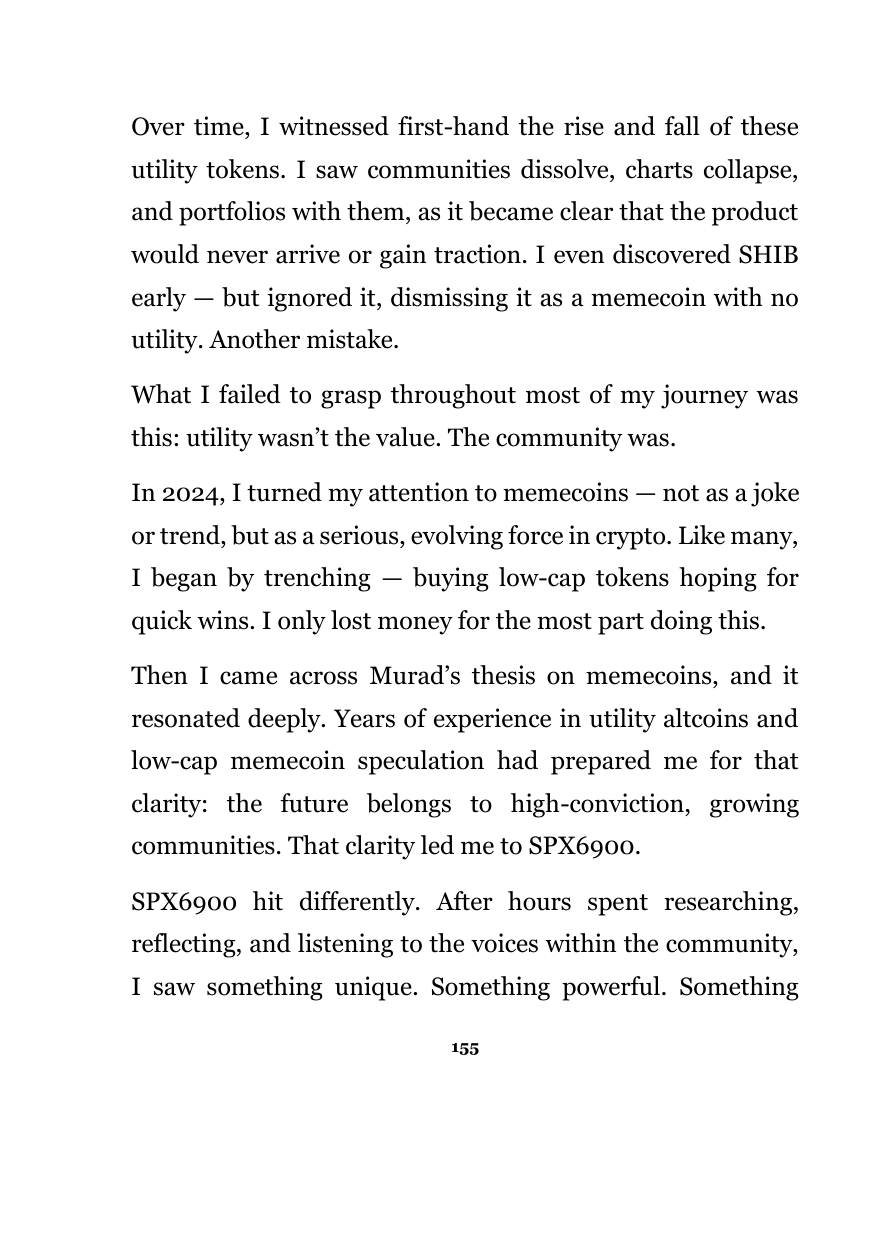 Over time, I witnessed first-hand the rise and fall of these
utility tokens. I saw communities dissolve, charts collapse,
and portfolios with them, as it became clear that the product
would never arrive or gain traction. I even discovered SHIB
early — but ignored it, dismissing it as a memecoin with no
utility. Another mistake.
What I failed to grasp throughout most of my journey was
this: utility wasn’t the value. The community was.
In 2024, I turned my attention to memecoins — not as a joke
or trend, but as a serious, evolving force in crypto. Like many,
I began by trenching — buying low-cap tokens hoping for
quick wins. I only lost money for the most part doing this.
Then I came across Murad’s thesis on memecoins, and it
resonated deeply. Years of experience in utility altcoins and
low-cap memecoin speculation had prepared me for that
clarity: the future belongs to high-conviction, growing
communities. That clarity led me to SPX6900.
SPX6900 hit differently. After hours spent researching,
reflecting, and listening to the voices within the community,
I saw something unique. Something powerful. Something
155